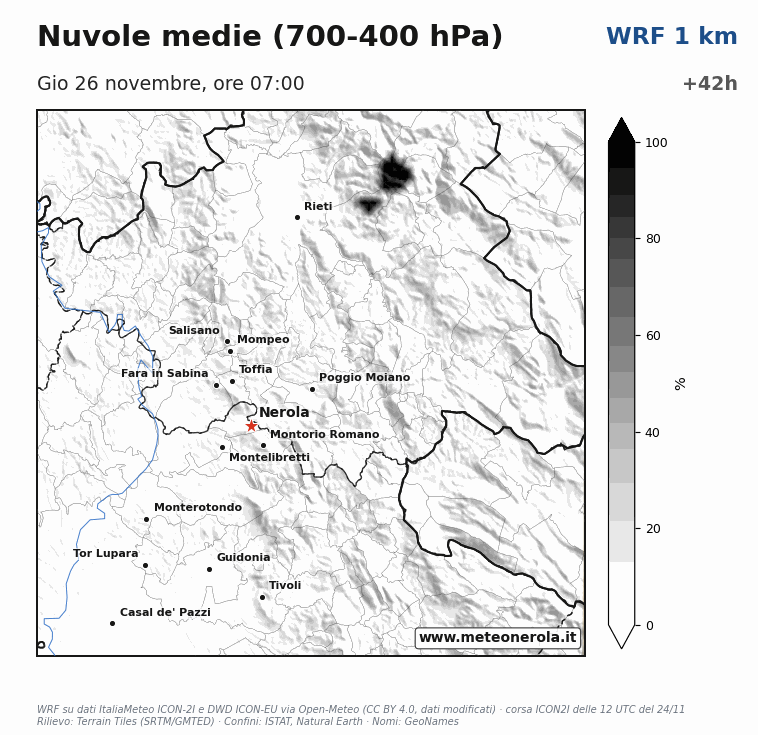 Nuvole medie (700-400 hPa)
WRF 1 km
Gio 26 novembre, ore 07:00
+42h
Rieti
Salisano
Mompeo
Fara in Sabina
Toffia
Poggio Moiano
Nerola
Montorio Romano
Montelibretti
Monterotondo
Tor Lupara
Guidonia
Tivoli
Casal de' Pazzi
www.meteonerola.it
100
80
60
40
20
0
%
WRF su dati ItaliaMeteo ICON-2I e DWD ICON-EU via Open-Meteo (CC BY 4.0, dati modificati) · corsa ICON2I delle 12 UTC del 24/11
Rilievo: Terrain Tiles (SRTM/GMTED) · Confini: ISTAT, Natural Earth · Nomi: GeoNames